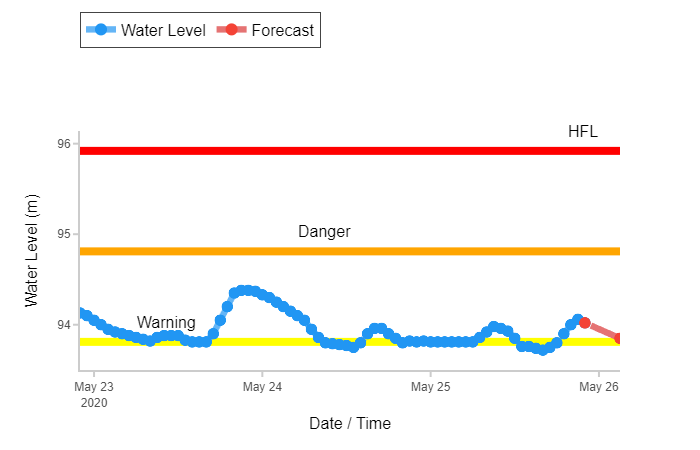 Water Level Forecast
HFL
96
Danger
95
Warning
94
Water Level (m)
May 23 May 24 May 25 May 26
2020
Date / Time